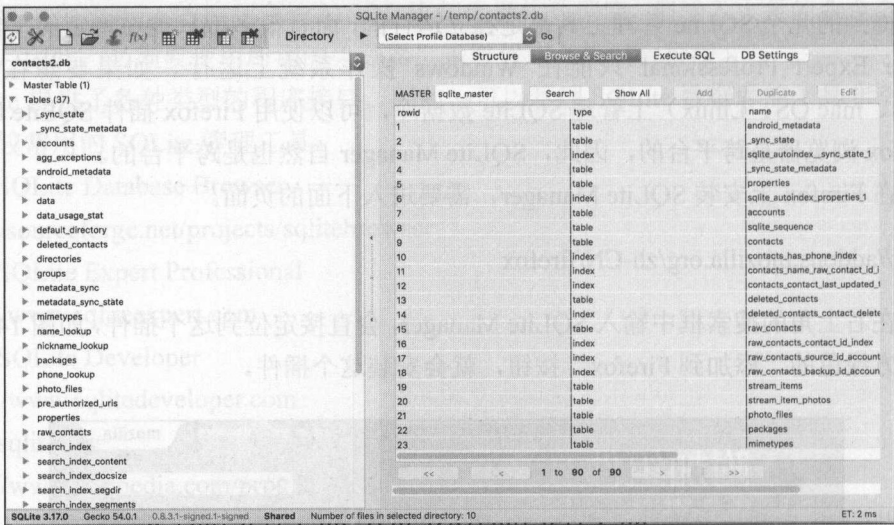 SQLite Manager - /temp/contacts2.db
f(x) Directory (Select Profile Database) Go
contacts2.db
Structure Browse & Search Execute SQL DB Settings
Master Table (1)
Tables (37)
_sync_state
_sync_state_metadata
accounts
agg_exceptions
android_metadata
contacts
data
data_usage_stat
default_directory
deleted_contacts
directories
groups
metadata_sync
metadata_sync_state
mimetypes
name_lookup
nickname_lookup
packages
phone_lookup
photo_files
pre_authorized_uris
properties
raw_contacts
search_index
search_index_content
search_index_docsize
search_index_segdir
search_index_segments
MASTER sqlite_master Search Show All Add Duplicate Edit
rowid type name
1 table android_metadata
2 table _sync_state
3 index sqlite_autoindex__sync_state_1
4 table _sync_state_metadata
5 table properties
6 index sqlite_autoindex_properties_1
7 table accounts
8 table sqlite_sequence
9 table contacts
10 index contacts_has_phone_index
11 index contacts_name_raw_contact_id_i
12 index contacts_contact_last_updated_t
13 table deleted_contacts
14 index deleted_contacts_contact_delete
15 table raw_contacts
16 index raw_contacts_contact_id_index
17 index raw_contacts_source_id_account
18 index raw_contacts_backup_id_account
19 table stream_items
20 table stream_item_photos
21 table photo_files
22 table packages
23 table mimetypes
<< < 1 to 90 of 90 > >>
SQLite 3.17.0 Gecko 54.0.1 0.8.3.1-signed.1-signed Shared Number of files in selected directory: 10 ET: 2 ms